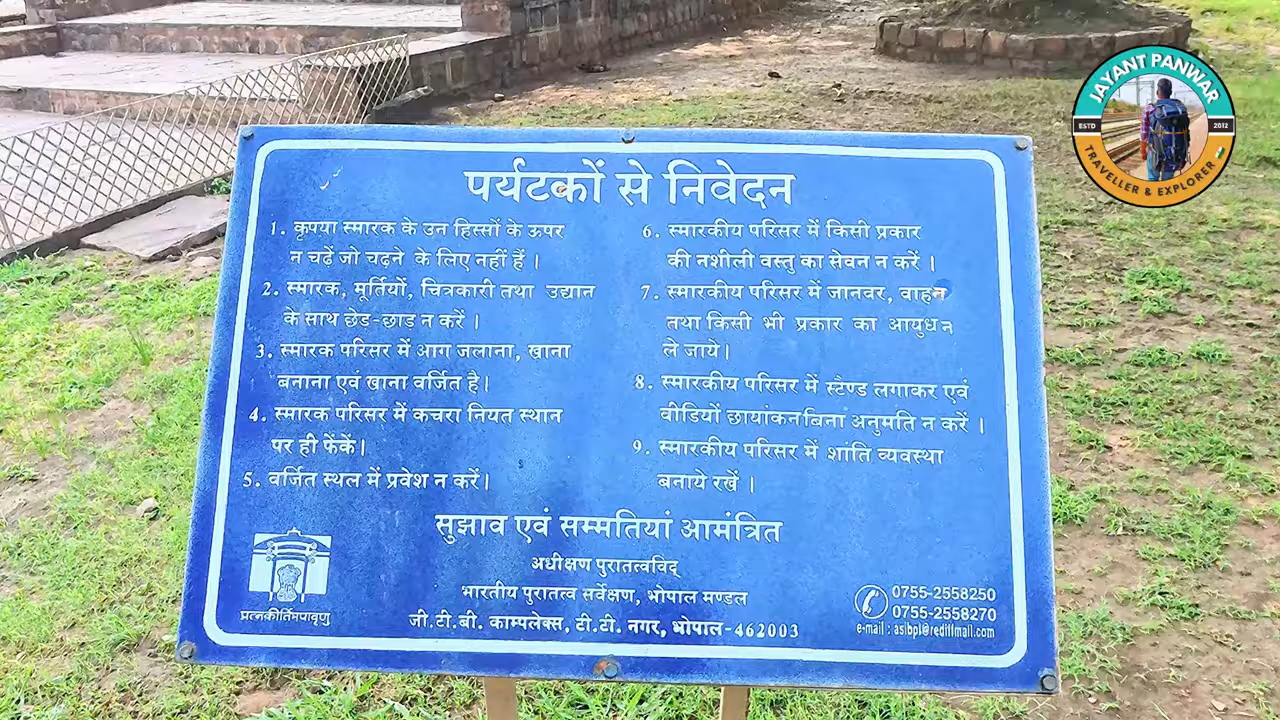 पर्यटकों से निवेदन
1. कृपया स्मारक के उन हिस्सों के ऊपर
न चढ़ें जो चढ़ने के लिए नहीं हैं ।
2. स्मारक, मूर्तियों, चित्रकारी तथा उद्यान
के साथ छेड़-छाड़ न करें ।
3. स्मारक परिसर में आग जलाना, खाना
बनाना एवं खाना वर्जित है।
4. स्मारक परिसर में कचरा नियत स्थान
पर ही फेंकें।
5. वर्जित स्थल में प्रवेश न करें।
6. स्मारकीय परिसर में किसी प्रकार
की नशीली वस्तु का सेवन न करें ।
7. स्मारकीय परिसर में जानवर, वाहन
तथा किसी भी प्रकार का आयुध न
ले जाये।
8. स्मारकीय परिसर में स्टैण्ड लगाकर एवं
वीडियों छायांकन बिना अनुमति न करें ।
9. स्मारकीय परिसर में शांति व्यवस्था
बनाये रखें ।
सुझाव एवं सम्मतियां आमंत्रित
अधीक्षण पुरातत्वविद्
भारतीय पुरातत्व सर्वेक्षण, भोपाल मण्डल
जी.टी.बी. काम्पलेक्स, टी.टी. नगर, भोपाल-462003
प्रत्नकीर्तिमपावृणु
0755-2558250
0755-2558270
e-mail : asibpl@rediffmail.com
JAYANT PANWAR
ESTD 2012
TRAVELLER & EXPLORER